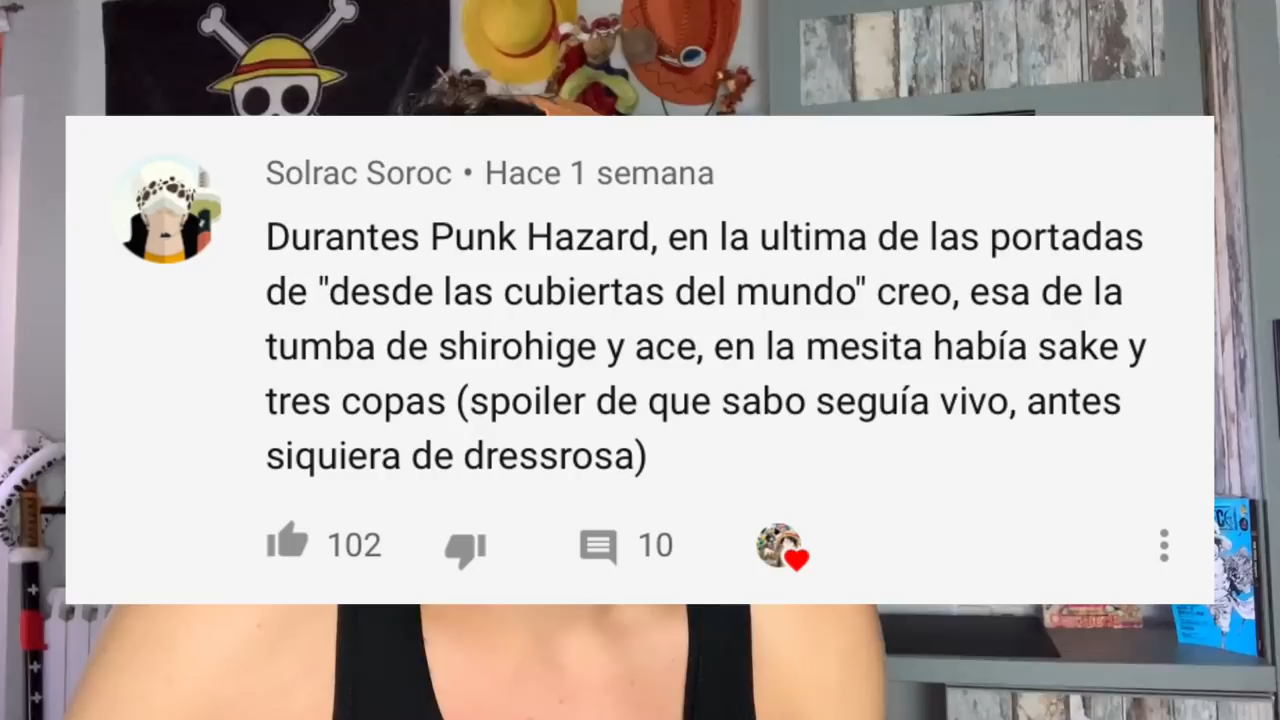 Solrac Soroc • Hace 1 semana
Durantes Punk Hazard, en la ultima de las portadas
de "desde las cubiertas del mundo" creo, esa de la
tumba de shirohige y ace, en la mesita había sake y
tres copas (spoiler de que sabo seguía vivo, antes
siquiera de dressrosa)
102 10